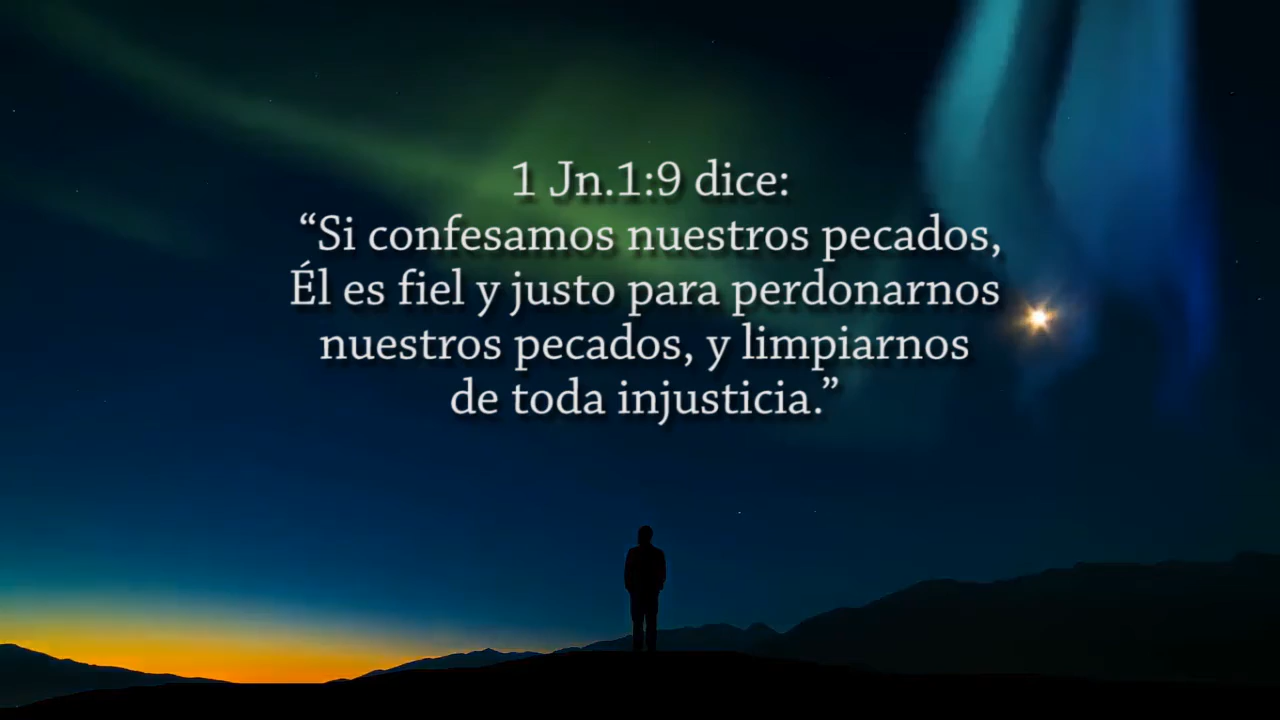 1 Jn.1:9 dice:
“Si confesamos nuestros pecados,
Él es fiel y justo para perdonarnos
nuestros pecados, y limpiarnos
de toda injusticia.”